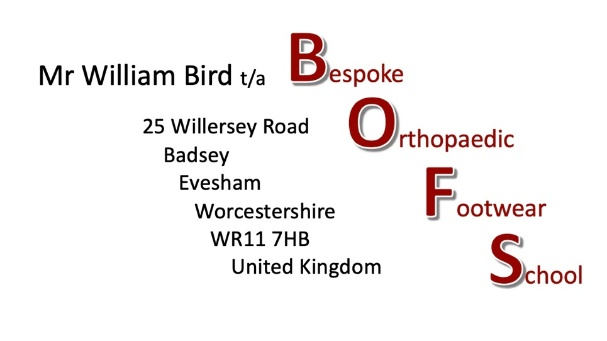 Mr William Bird t/a Bespoke
25 Willersey Road
Orthopaedic
Badsey
Evesham
Footwear
Worcestershire
WR11 7HB
United Kingdom
School